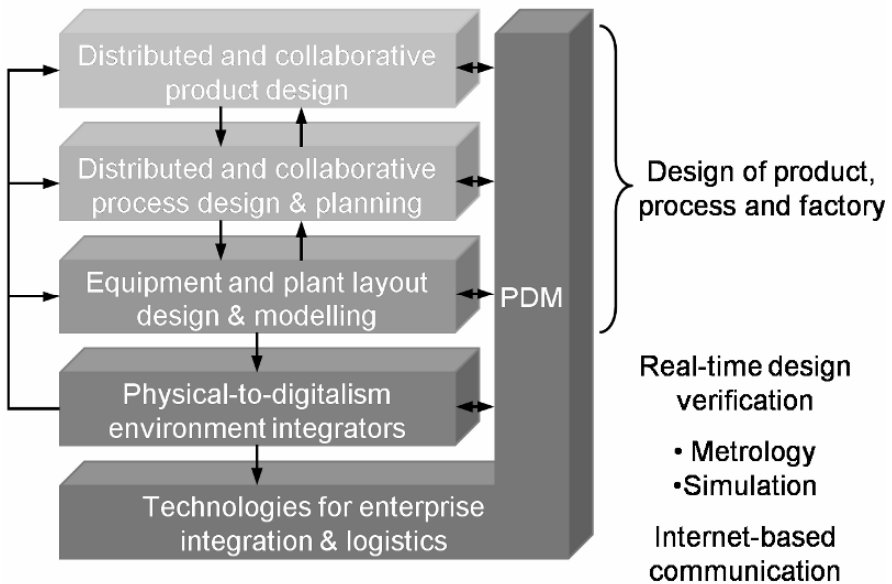 Distributed and collaborative
product design
Distributed and collaborative
process design & planning
Equipment and plant layout
design & modelling
Physical-to-digitalism
environment integrators
Technologies for enterprise
integration & logistics
PDM
Design of product,
process and factory
Real-time design
verification
• Metrology
•Simulation
Internet-based
communication